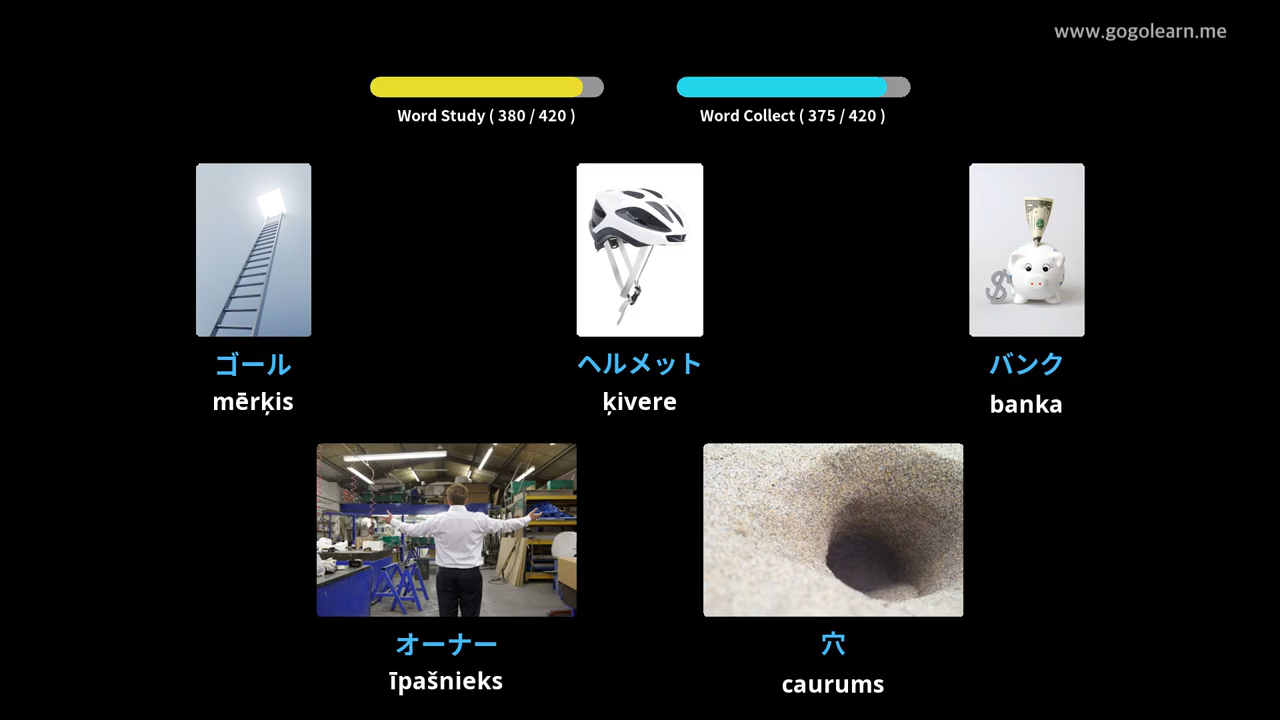 www.gogolearn.me
Word Study ( 380 / 420 )
Word Collect ( 375 / 420 )
ゴール
mērķis
ヘルメット
ķivere
バンク
banka
オーナー
īpašnieks
穴
caurums